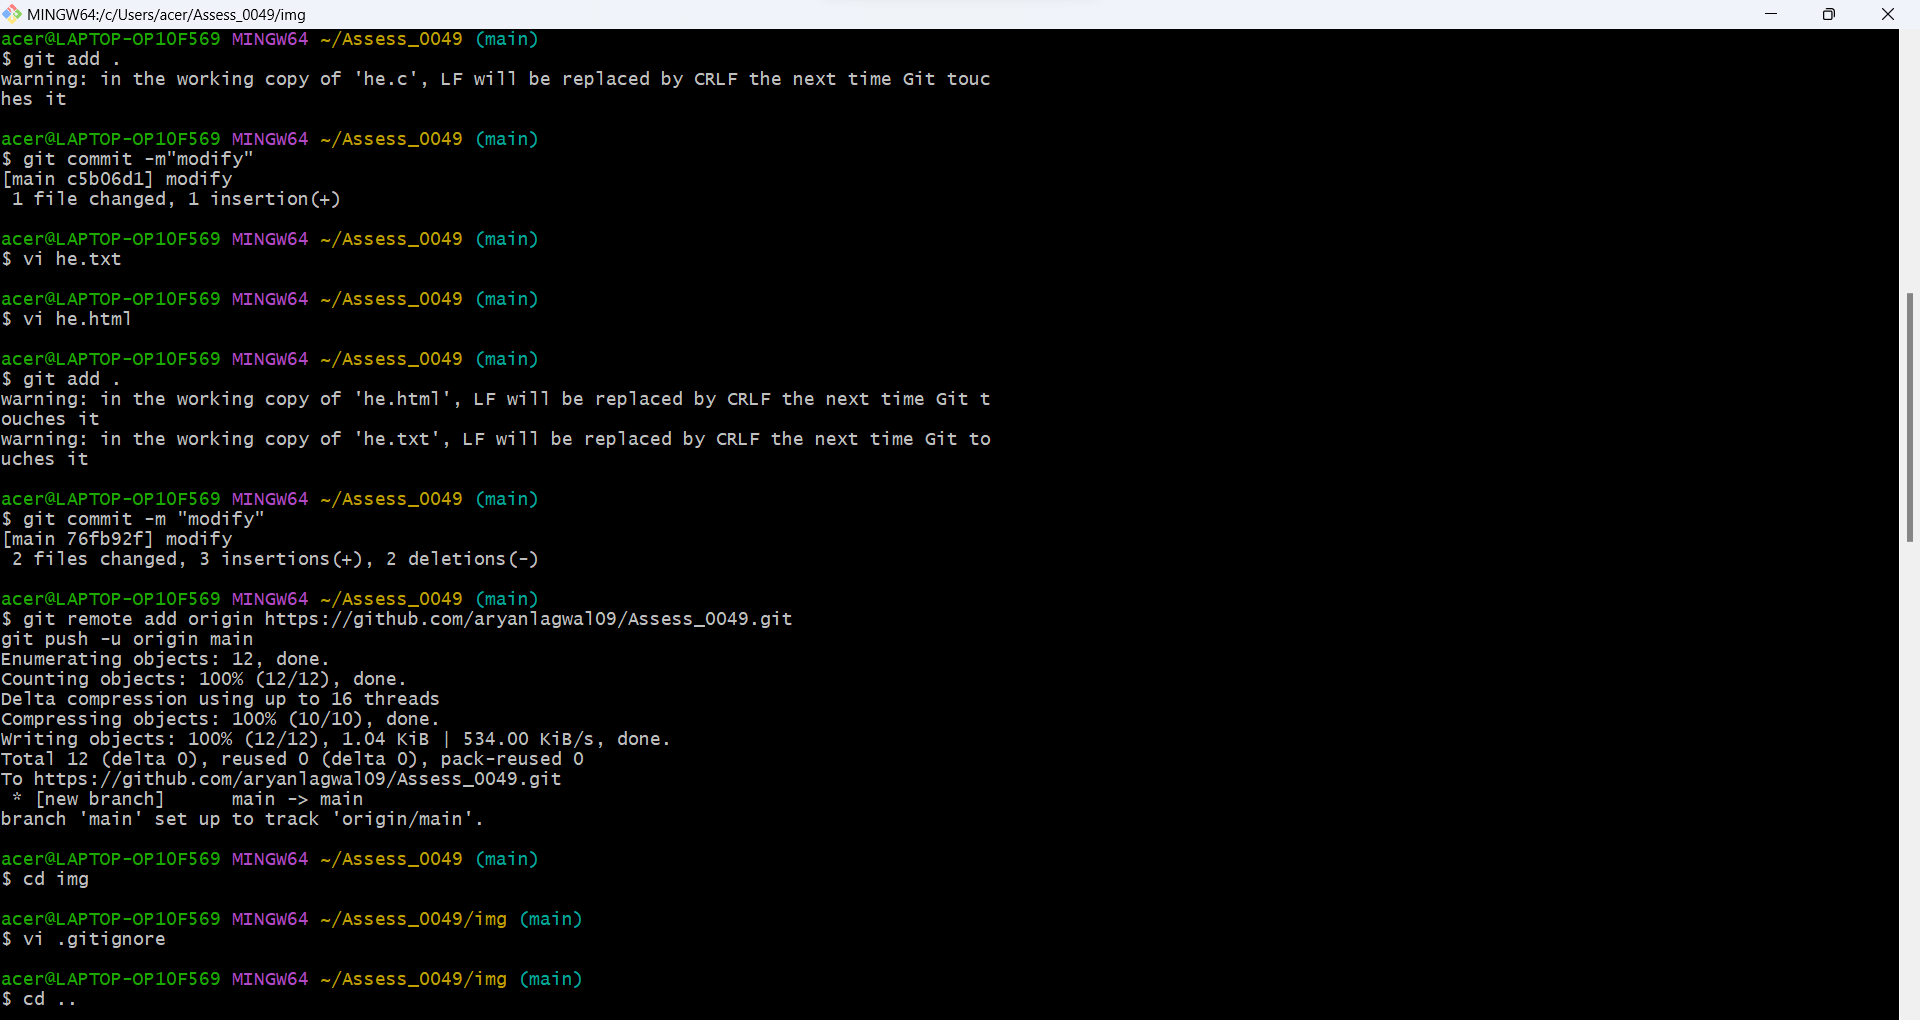 MINGW64:/c/Users/acer/Assess_0049/img
acer@LAPTOP-OP10F569 MINGW64 ~/Assess_0049 (main)
$ git add .
warning: in the working copy of 'he.c', LF will be replaced by CRLF the next time Git touc
hes it
acer@LAPTOP-OP10F569 MINGW64 ~/Assess_0049 (main)
$ git commit -m"modify"
[main c5b06d1] modify
 1 file changed, 1 insertion(+)
acer@LAPTOP-OP10F569 MINGW64 ~/Assess_0049 (main)
$ vi he.txt
acer@LAPTOP-OP10F569 MINGW64 ~/Assess_0049 (main)
$ vi he.html
acer@LAPTOP-OP10F569 MINGW64 ~/Assess_0049 (main)
$ git add .
warning: in the working copy of 'he.html', LF will be replaced by CRLF the next time Git t
ouches it
warning: in the working copy of 'he.txt', LF will be replaced by CRLF the next time Git to
uches it
acer@LAPTOP-OP10F569 MINGW64 ~/Assess_0049 (main)
$ git commit -m "modify"
[main 76fb92f] modify
 2 files changed, 3 insertions(+), 2 deletions(-)
acer@LAPTOP-OP10F569 MINGW64 ~/Assess_0049 (main)
$ git remote add origin https://github.com/aryanlagwal09/Assess_0049.git
git push -u origin main
Enumerating objects: 12, done.
Counting objects: 100% (12/12), done.
Delta compression using up to 16 threads
Compressing objects: 100% (10/10), done.
Writing objects: 100% (12/12), 1.04 KiB | 534.00 KiB/s, done.
Total 12 (delta 0), reused 0 (delta 0), pack-reused 0
To https://github.com/aryanlagwal09/Assess_0049.git
 * [new branch]      main -> main
branch 'main' set up to track 'origin/main'.
acer@LAPTOP-OP10F569 MINGW64 ~/Assess_0049 (main)
$ cd img
acer@LAPTOP-OP10F569 MINGW64 ~/Assess_0049/img (main)
$ vi .gitignore
acer@LAPTOP-OP10F569 MINGW64 ~/Assess_0049/img (main)
$ cd ..